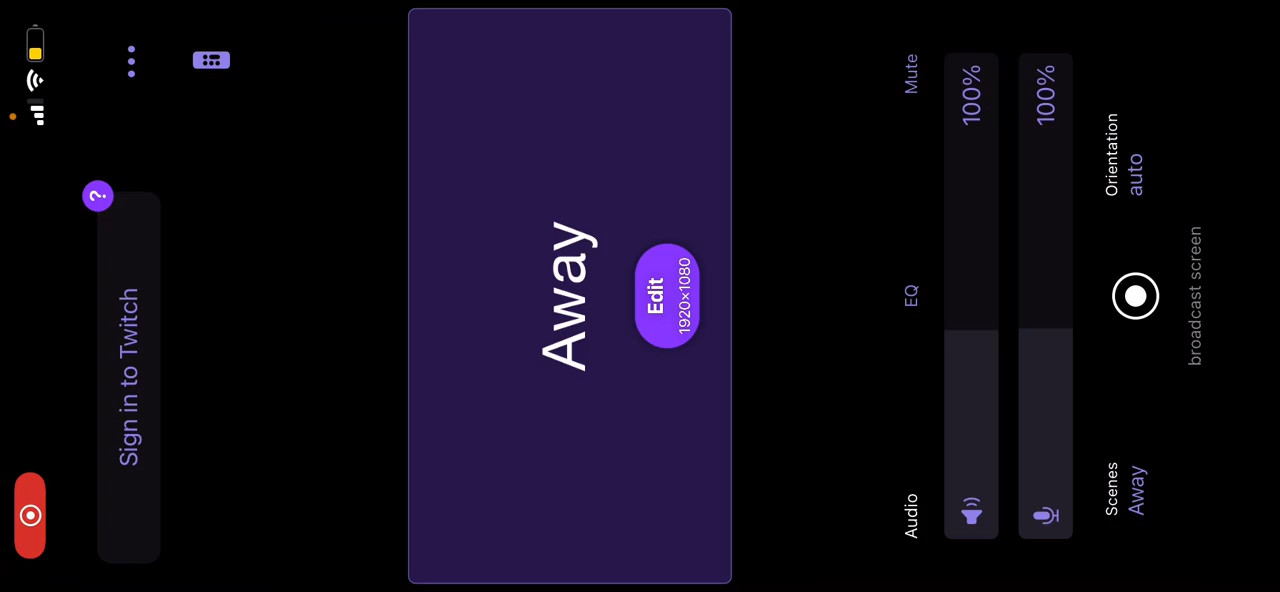 ?
Sign in to Twitch
Away
Edit
1920×1080
Audio
EQ
Mute
100%
100%
Scenes
Away
Orientation
auto
broadcast screen